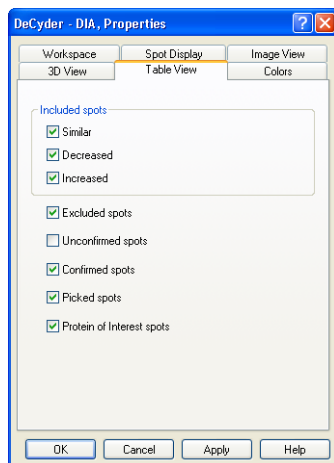 DeCyder - DIA, Properties
Workspace Spot Display Image View
3D View Table View Colors
Included spots
Similar
Decreased
Increased
Excluded spots
Unconfirmed spots
Confirmed spots
Picked spots
Protein of Interest spots
OK Cancel Apply Help